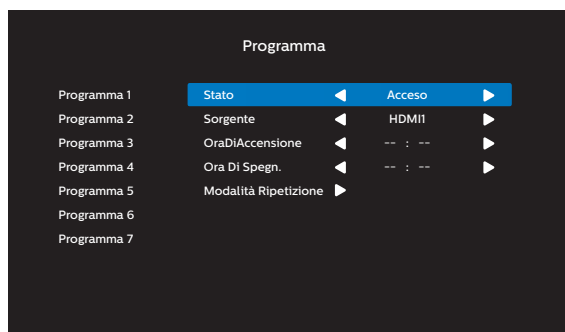 Programma
Programma 1 Stato Acceso
Programma 2 Sorgente HDMI1
Programma 3 OraDiAccensione -- : --
Programma 4 Ora Di Spegn. -- : --
Programma 5 Modalità Ripetizione
Programma 6
Programma 7